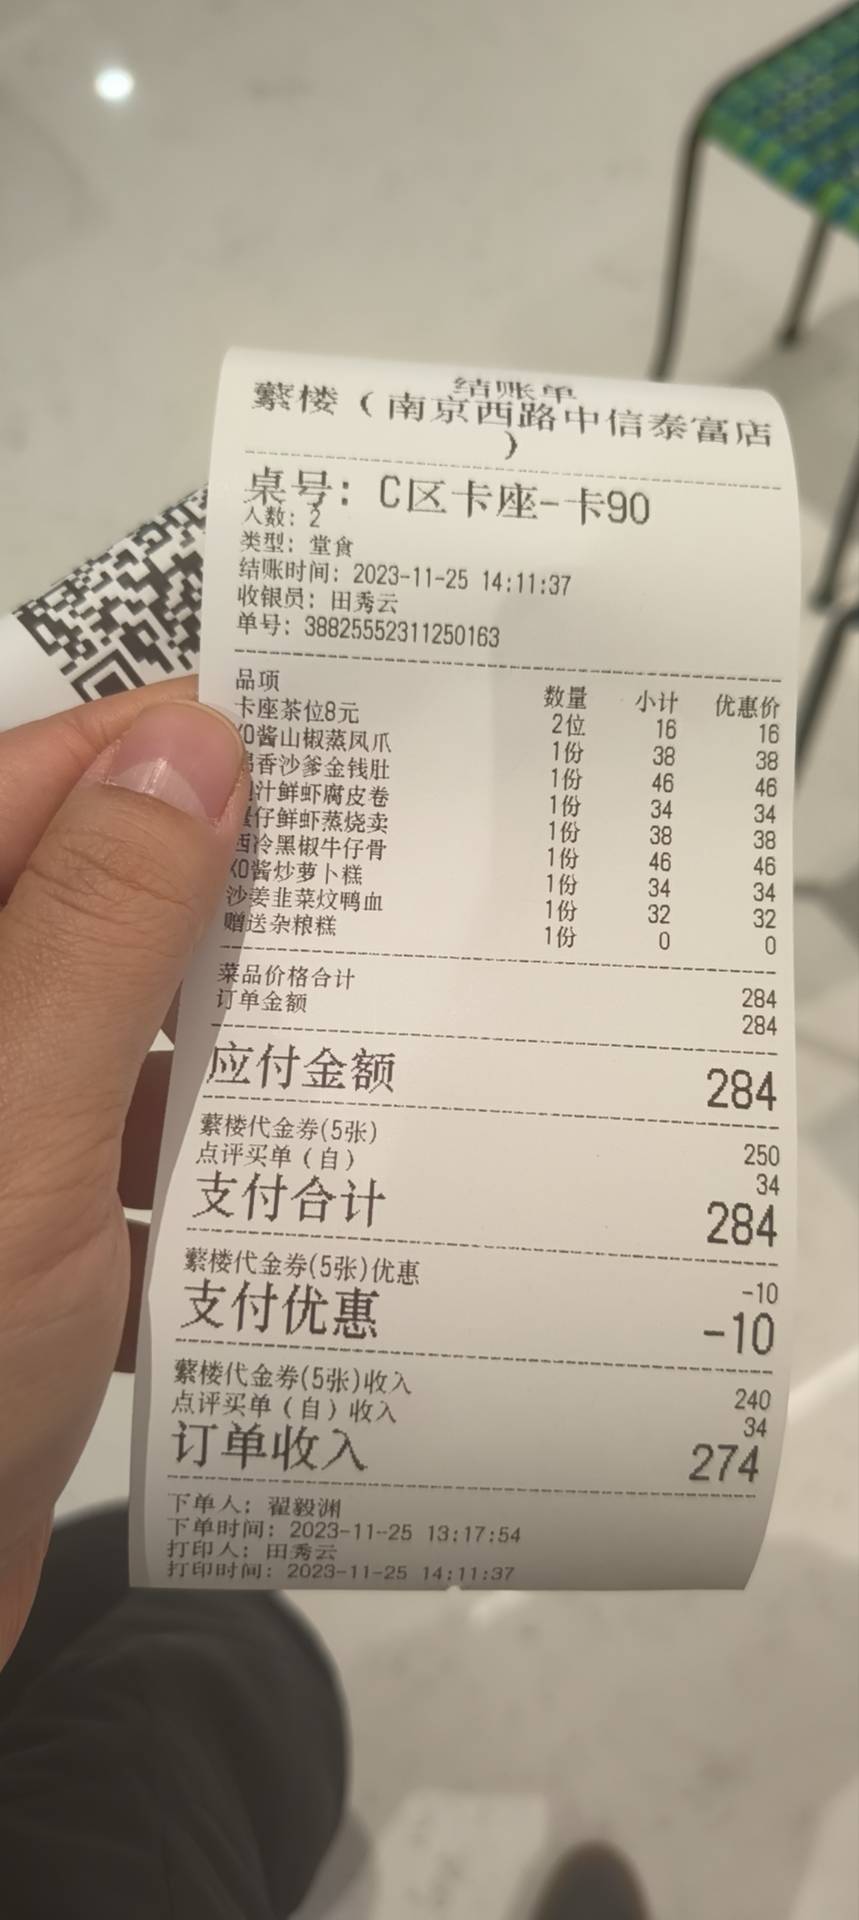 结账单
蘩楼（南京西路中信泰富店
）
桌号: C区卡座-卡90
人数: 2
类型: 堂食
结账时间: 2023-11-25 14:11:37
收银员: 田秀云
单号: 38825552311250163
品项 数量 小计 优惠价
卡座茶位8元 2位 16 16
XO酱山椒蒸凤爪 1份 38 38
香沙爹金钱肚 1份 46 46
汁鲜虾腐皮卷 1份 34 34
仔鲜虾蒸烧卖 1份 38 38
西冷黑椒牛仔骨 1份 46 46
XO酱炒萝卜糕 1份 34 34
沙姜韭菜炆鸭血 1份 32 32
赠送杂粮糕 1份 0 0
菜品价格合计 284
订单金额 284
应付金额 284
蘩楼代金券(5张) 250
点评买单（自） 34
支付合计 284
蘩楼代金券(5张)优惠 -10
支付优惠 -10
蘩楼代金券(5张)收入 240
点评买单（自）收入 34
订单收入 274
下单人: 翟毅渊
下单时间: 2023-11-25 13:17:54
打印人: 田秀云
打印时间: 2023-11-25 14:11:37